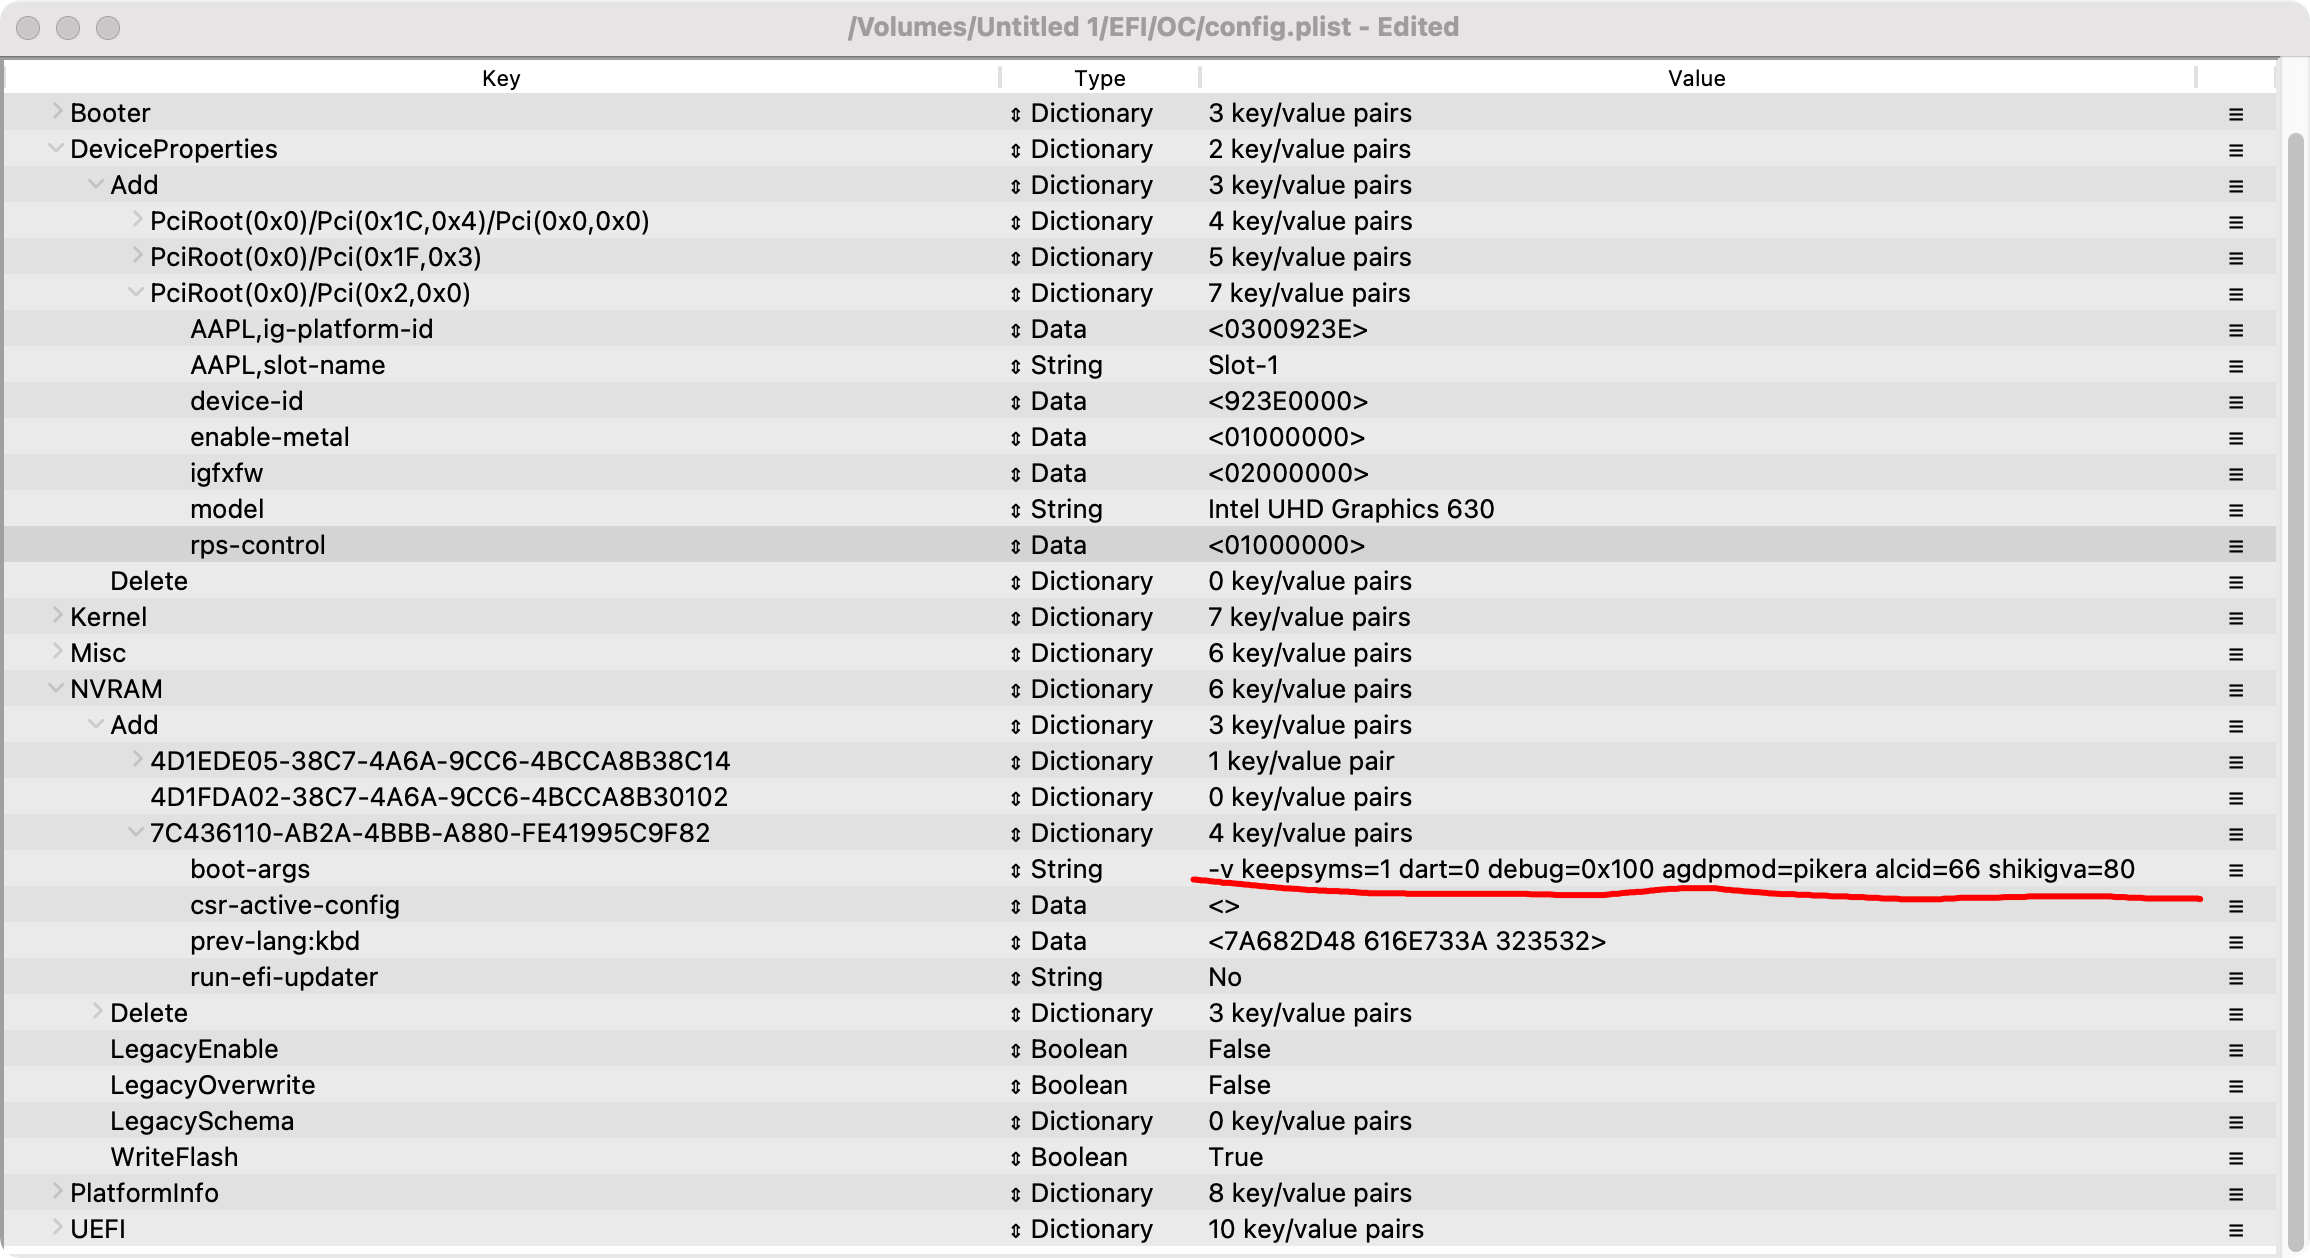 /Volumes/Untitled 1/EFI/OC/config.plist - Edited
Key Type Value
Booter Dictionary 3 key/value pairs
DeviceProperties Dictionary 2 key/value pairs
Add Dictionary 3 key/value pairs
PciRoot(0x0)/Pci(0x1C,0x4)/Pci(0x0,0x0) Dictionary 4 key/value pairs
PciRoot(0x0)/Pci(0x1F,0x3) Dictionary 5 key/value pairs
PciRoot(0x0)/Pci(0x2,0x0) Dictionary 7 key/value pairs
AAPL,ig-platform-id Data <0300923E>
AAPL,slot-name String Slot-1
device-id Data <923E0000>
enable-metal Data <01000000>
igfxfw Data <02000000>
model String Intel UHD Graphics 630
rps-control Data <01000000>
Delete Dictionary 0 key/value pairs
Kernel Dictionary 7 key/value pairs
Misc Dictionary 6 key/value pairs
NVRAM Dictionary 6 key/value pairs
Add Dictionary 3 key/value pairs
4D1EDE05-38C7-4A6A-9CC6-4BCCA8B38C14 Dictionary 1 key/value pair
4D1FDA02-38C7-4A6A-9CC6-4BCCA8B30102 Dictionary 0 key/value pairs
7C436110-AB2A-4BBB-A880-FE41995C9F82 Dictionary 4 key/value pairs
boot-args String -v keepsyms=1 dart=0 debug=0x100 agdpmod=pikera alcid=66 shikigva=80
csr-active-config Data <>
prev-lang:kbd Data <7A682D48 616E733A 323532>
run-efi-updater String No
Delete Dictionary 3 key/value pairs
LegacyEnable Boolean False
LegacyOverwrite Boolean False
LegacySchema Dictionary 0 key/value pairs
WriteFlash Boolean True
PlatformInfo Dictionary 8 key/value pairs
UEFI Dictionary 10 key/value pairs